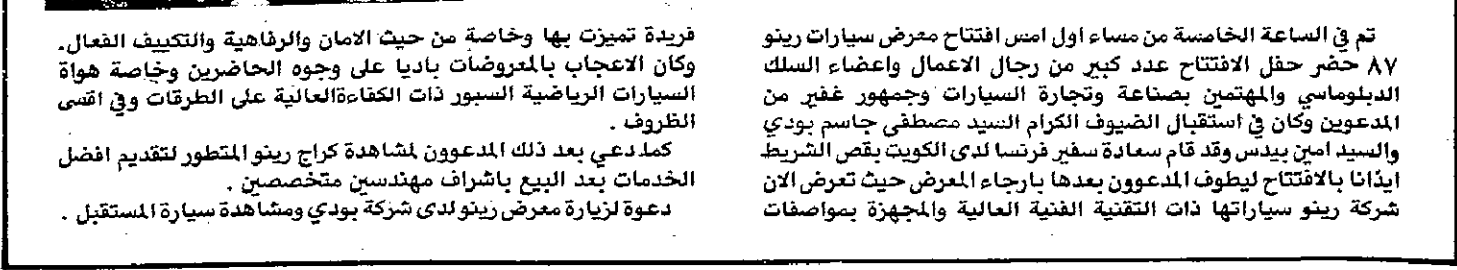 تم في الساعة الخامسة من مساء اول امس افتتاح معرض سيارات رينو
٨٧ حضر حفل الافتتاح عدد كبير من رجال الاعمال واعضاء السلك
الدبلوماسي والمهتمين بصناعة وتجارة السيارات وجمهور غفير من
المدعوين وكان في استقبال الضيوف الكرام السيد مصطفى جاسم بودي
والسيد امين بيدس وقد قام سعادة سفير فرنسا لدى الكويت بقص الشريط
ايذانا بالافتتاح ليطوف المدعوون بعدها بارجاء المعرض حيث تعرض الان
شركة رينو سياراتها ذات التقنية الفنية العالية والمجهزة بمواصفات
فريدة تميزت بها وخاصة من حيث الامان والرفاهية والتكييف الفعال.
وكان الاعجاب بالمعروضات باديا على وجوه الحاضرين وخاصة هواة
السيارات الرياضية السبور ذات الكفاءة العالية على الطرقات وفي اقسى
الظروف .
كما دعي بعد ذلك المدعوون لمشاهدة كراج رينو المتطور لتقديم افضل
الخدمات بعد البيع باشراف مهندسين متخصصين .
دعوة لزيارة معرض رينو لدى شركة بودي ومشاهدة سيارة المستقبل .